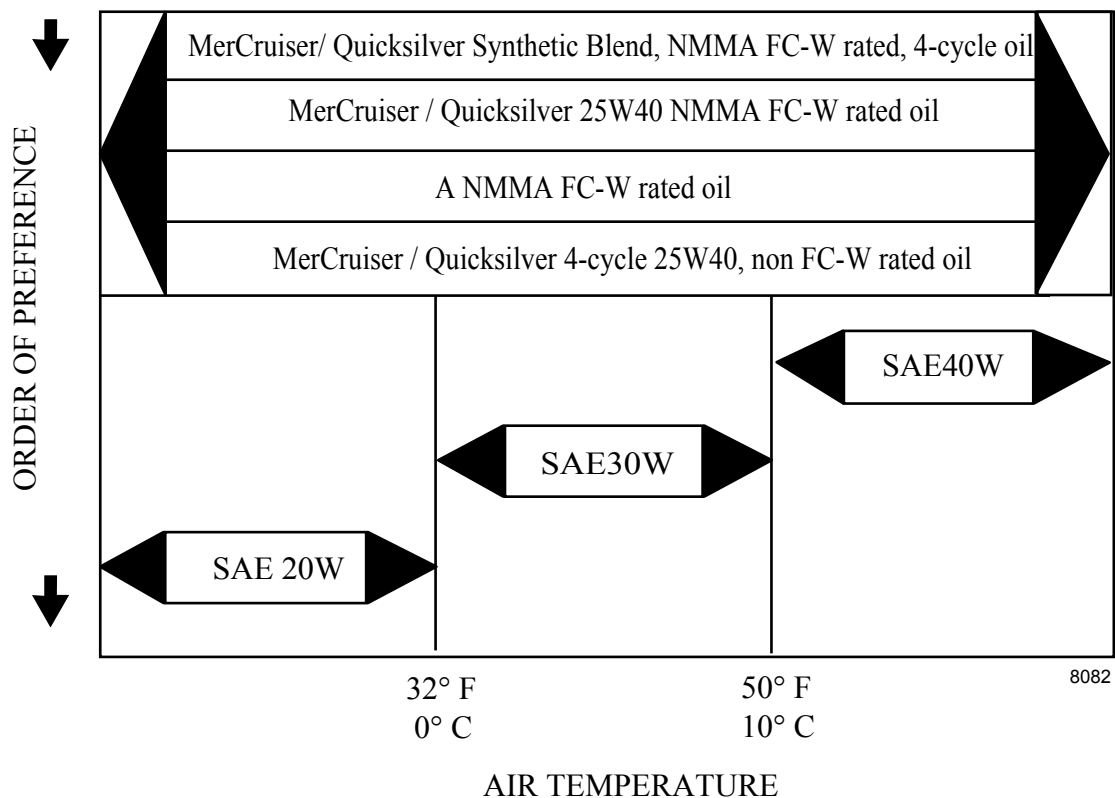 MerCruiser/ Quicksilver Synthetic Blend, NMMA FC-W rated, 4-cycle oil
MerCruiser / Quicksilver 25W40 NMMA FC-W rated oil
A NMMA FC-W rated oil
MerCruiser / Quicksilver 4-cycle 25W40, non FC-W rated oil
ORDER OF PREFERENCE
SAE40W
SAE30W
SAE 20W
8082
32° F
0° C
50° F
10° C
AIR TEMPERATURE